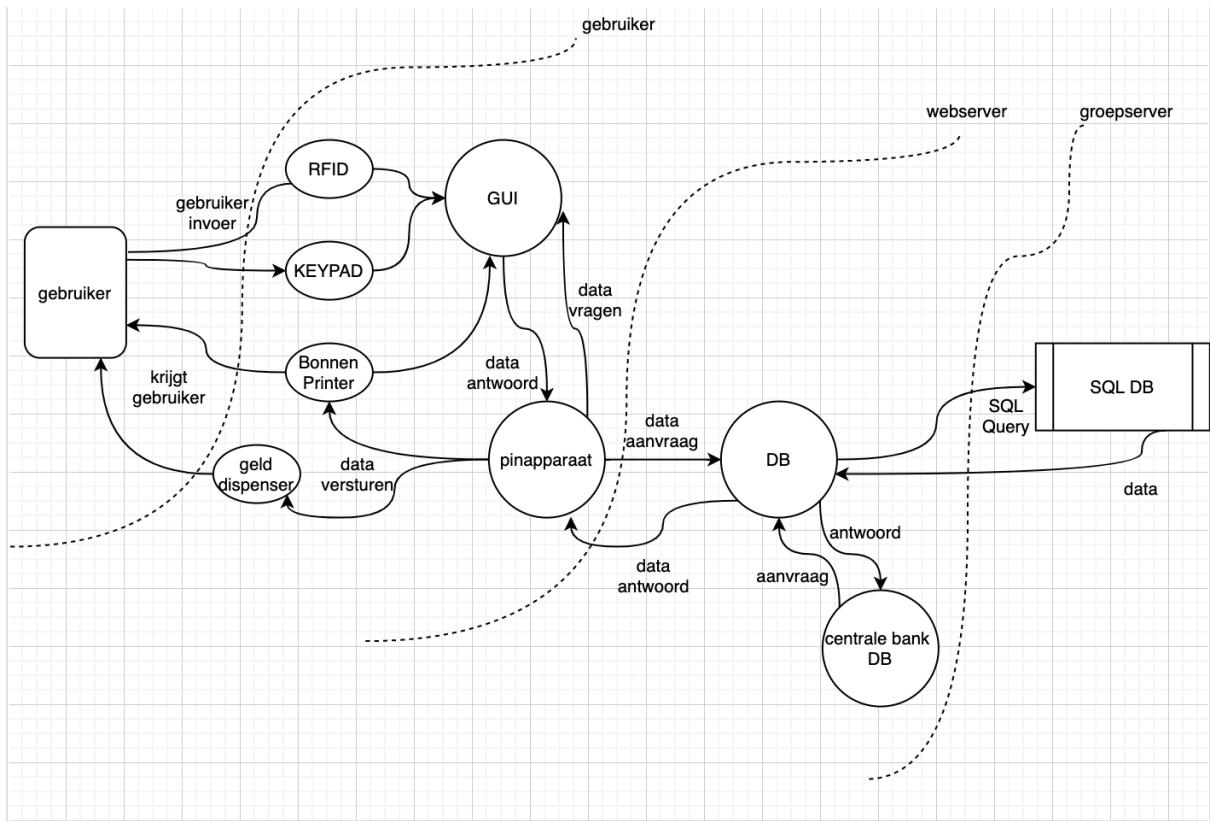 gebruiker
webserver
groepserver
RFID
GUI
gebruiker
invoer
KEYPAD
gebruiker
data
vragen
Bonnen
Printer
data
antwoord
krijgt
gebruiker
SQL DB
SQL
Query
data
aanvraag
pinapparaat
DB
geld
dispenser
data
versturen
data
antwoord
aanvraag
data
antwoord
centrale bank
DB